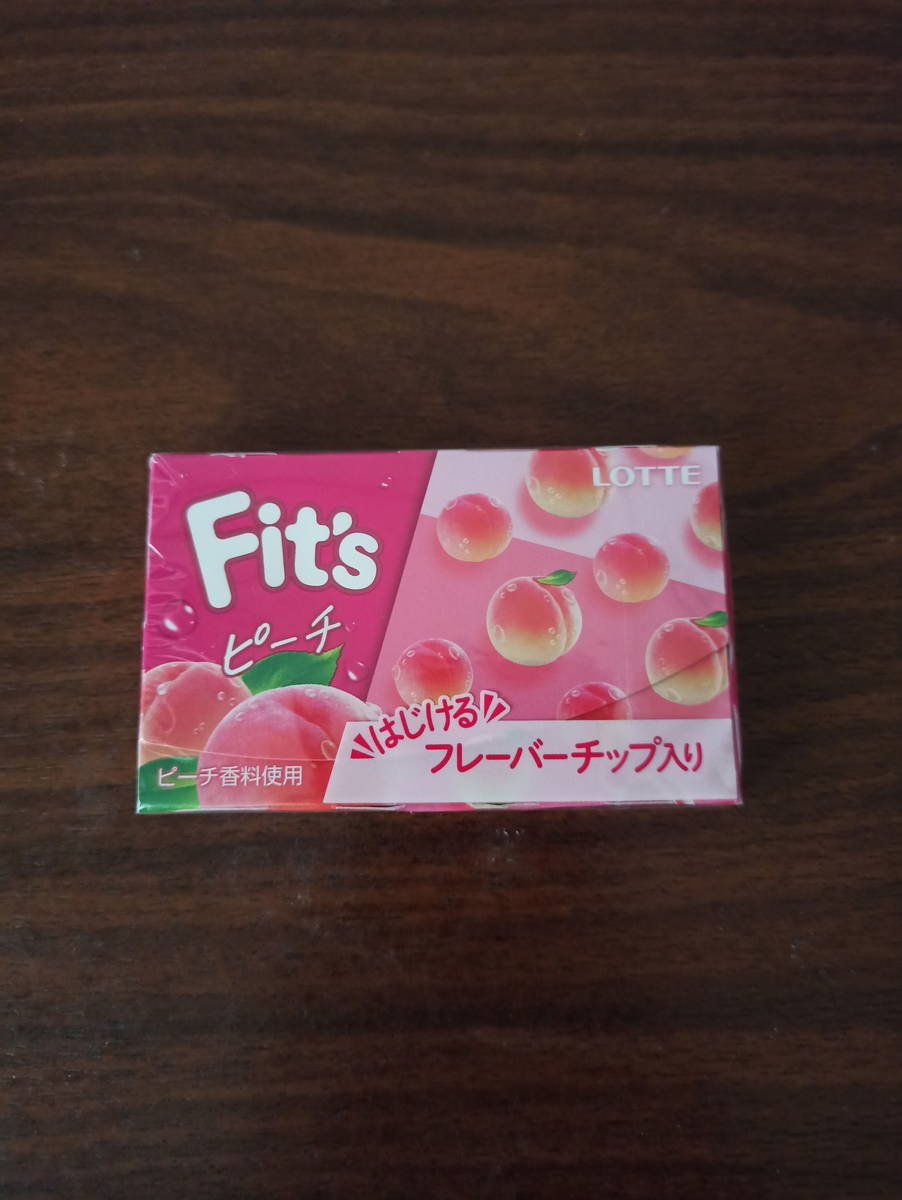 LOTTE
Fit's
ピーチ
はじける
フレーバーチップ入り
ピーチ香料使用